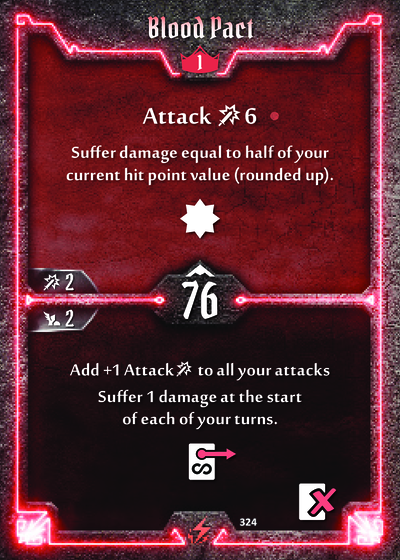 Blood Pact
1
Attack 6
Suffer damage equal to half of your
current hit point value (rounded up).
2
76
2
Add +1 Attack to all your attacks
Suffer 1 damage at the start
of each of your turns.
324